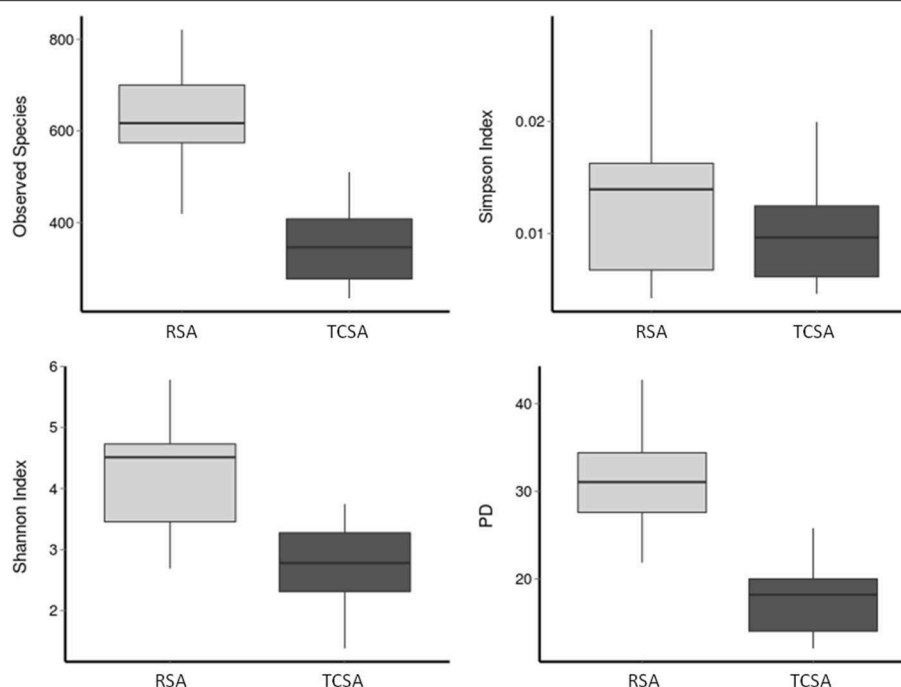 Observed Species
800
600
400
RSA
TCSA
Simpson Index
0.02
0.01
RSA
TCSA
Shannon Index
6
5
4
3
2
RSA
TCSA
PD
40
30
20
RSA
TCSA